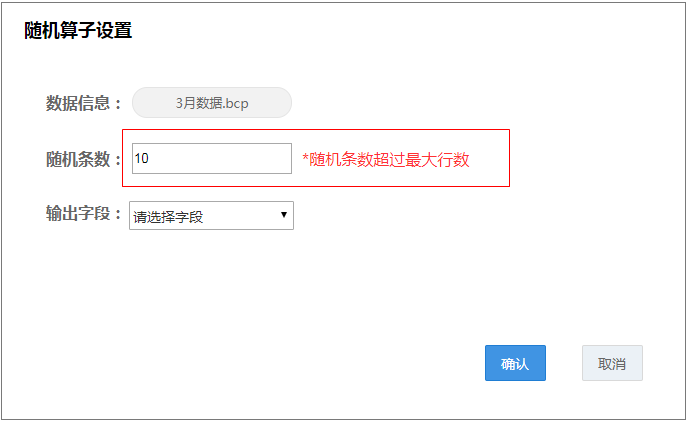 随机算子设置
数据信息： 3月数据.bcp
随机条数： 10 *随机条数超过最大行数
输出字段： 请选择字段
确认 取消